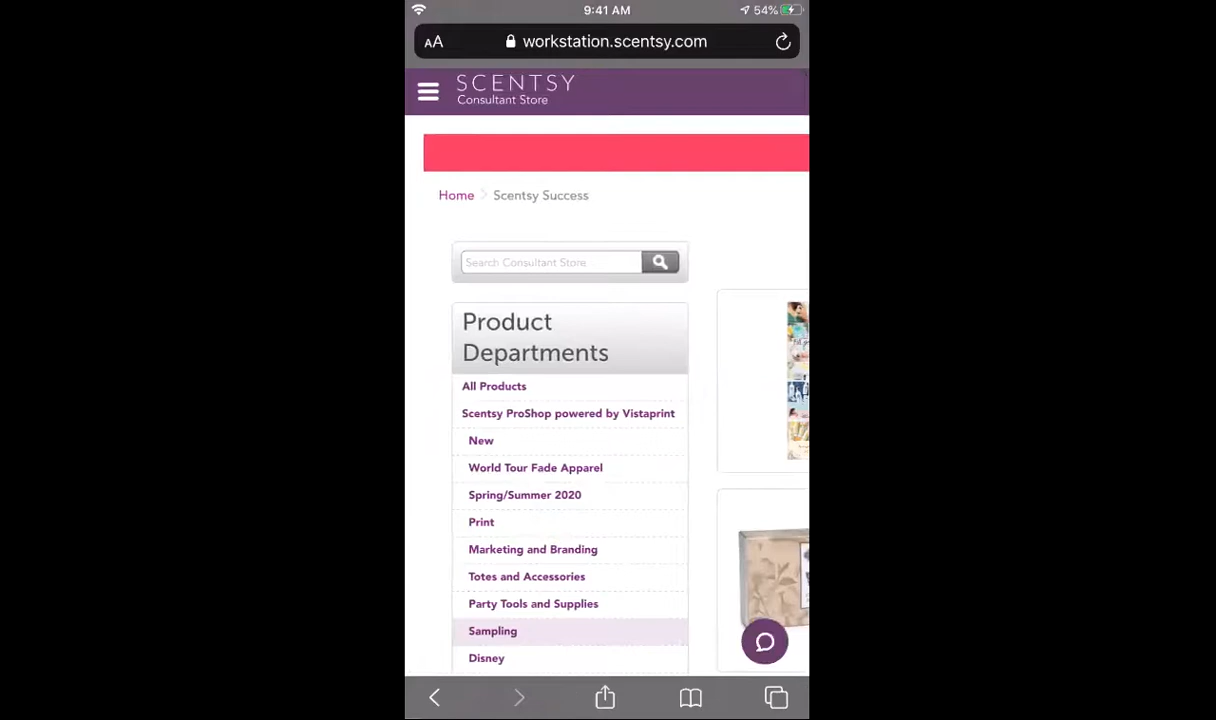 9:41 AM
54%
AA
workstation.scentsy.com
SCENTSY
Consultant Store
Home
Scentsy Success
Search Consultant Store
Product
Departments
All Products
Scentsy ProShop powered by Vistaprint
New
World Tour Fade Apparel
Spring/Summer 2020
Print
Marketing and Branding
Totes and Accessories
Party Tools and Supplies
Sampling
Disney